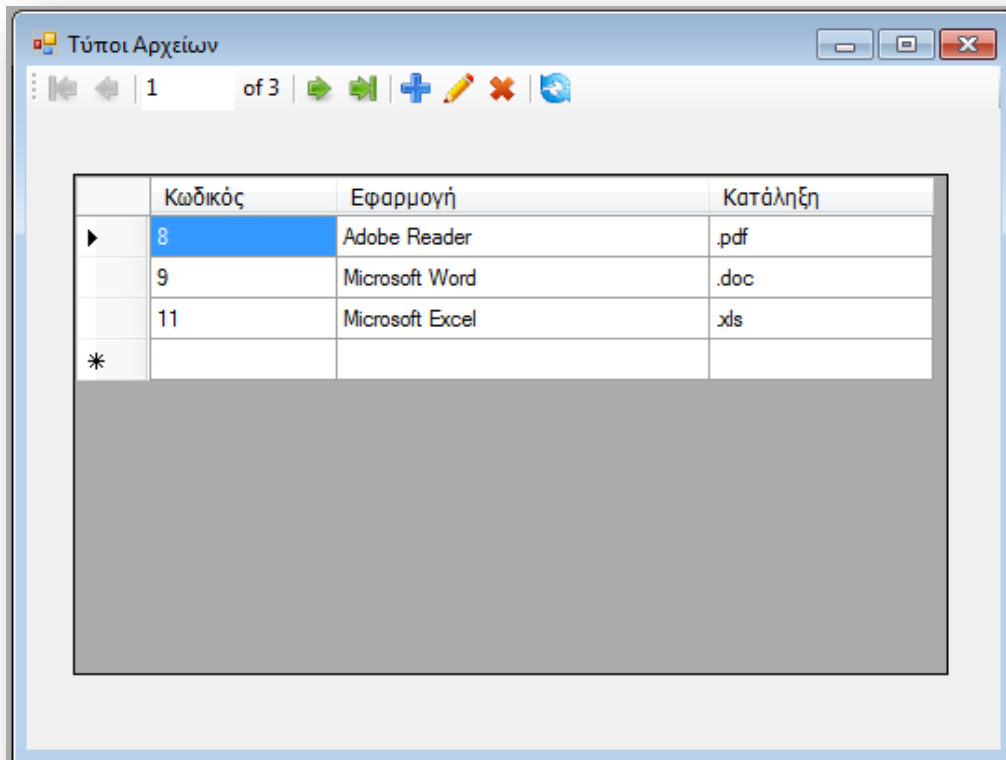 Τύποι Αρχείων
1 of 3
Κωδικός Εφαρμογή Κατάληξη
8 Adobe Reader .pdf
9 Microsoft Word .doc
11 Microsoft Excel .xls